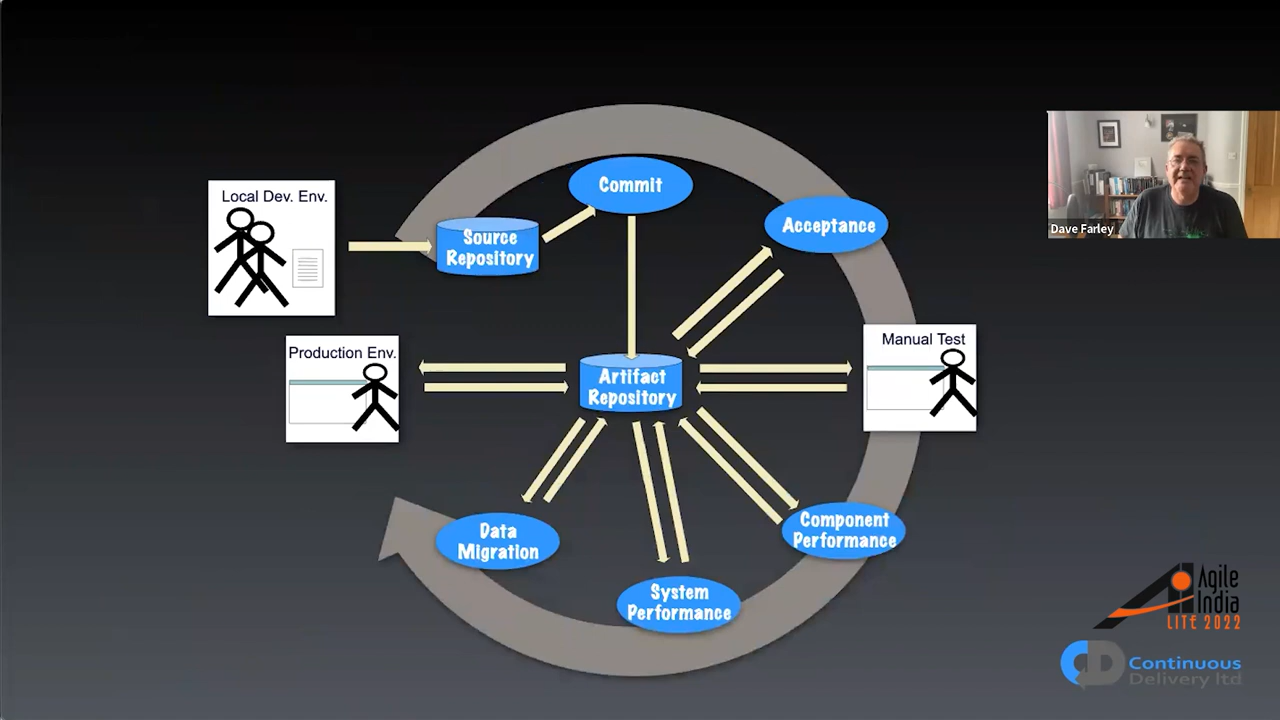 Local Dev. Env.
Source
Repository
Commit
Acceptance
Dave Farley
Production Env.
Artifact
Repository
Manual Test
Data
Migration
System
Performance
Component
Performance
Agile
India
LITE 2022
CD
Continuous
Delivery ltd